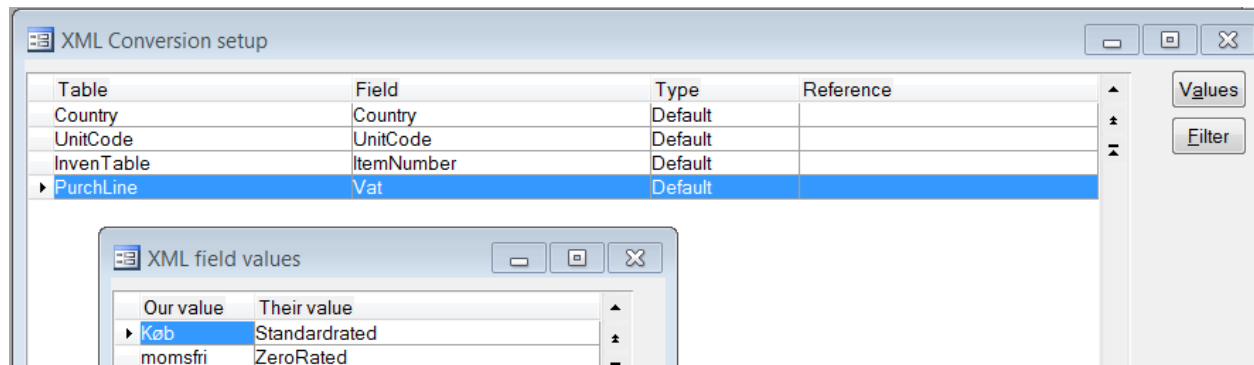 XML Conversion setup
Table Field Type Reference Values
Country Country Default
UnitCode UnitCode Default Filter
InvenTable ItemNumber Default
PurchLine Vat Default
XML field values
Our value Their value
Køb Standardrated
momsfri ZeroRated